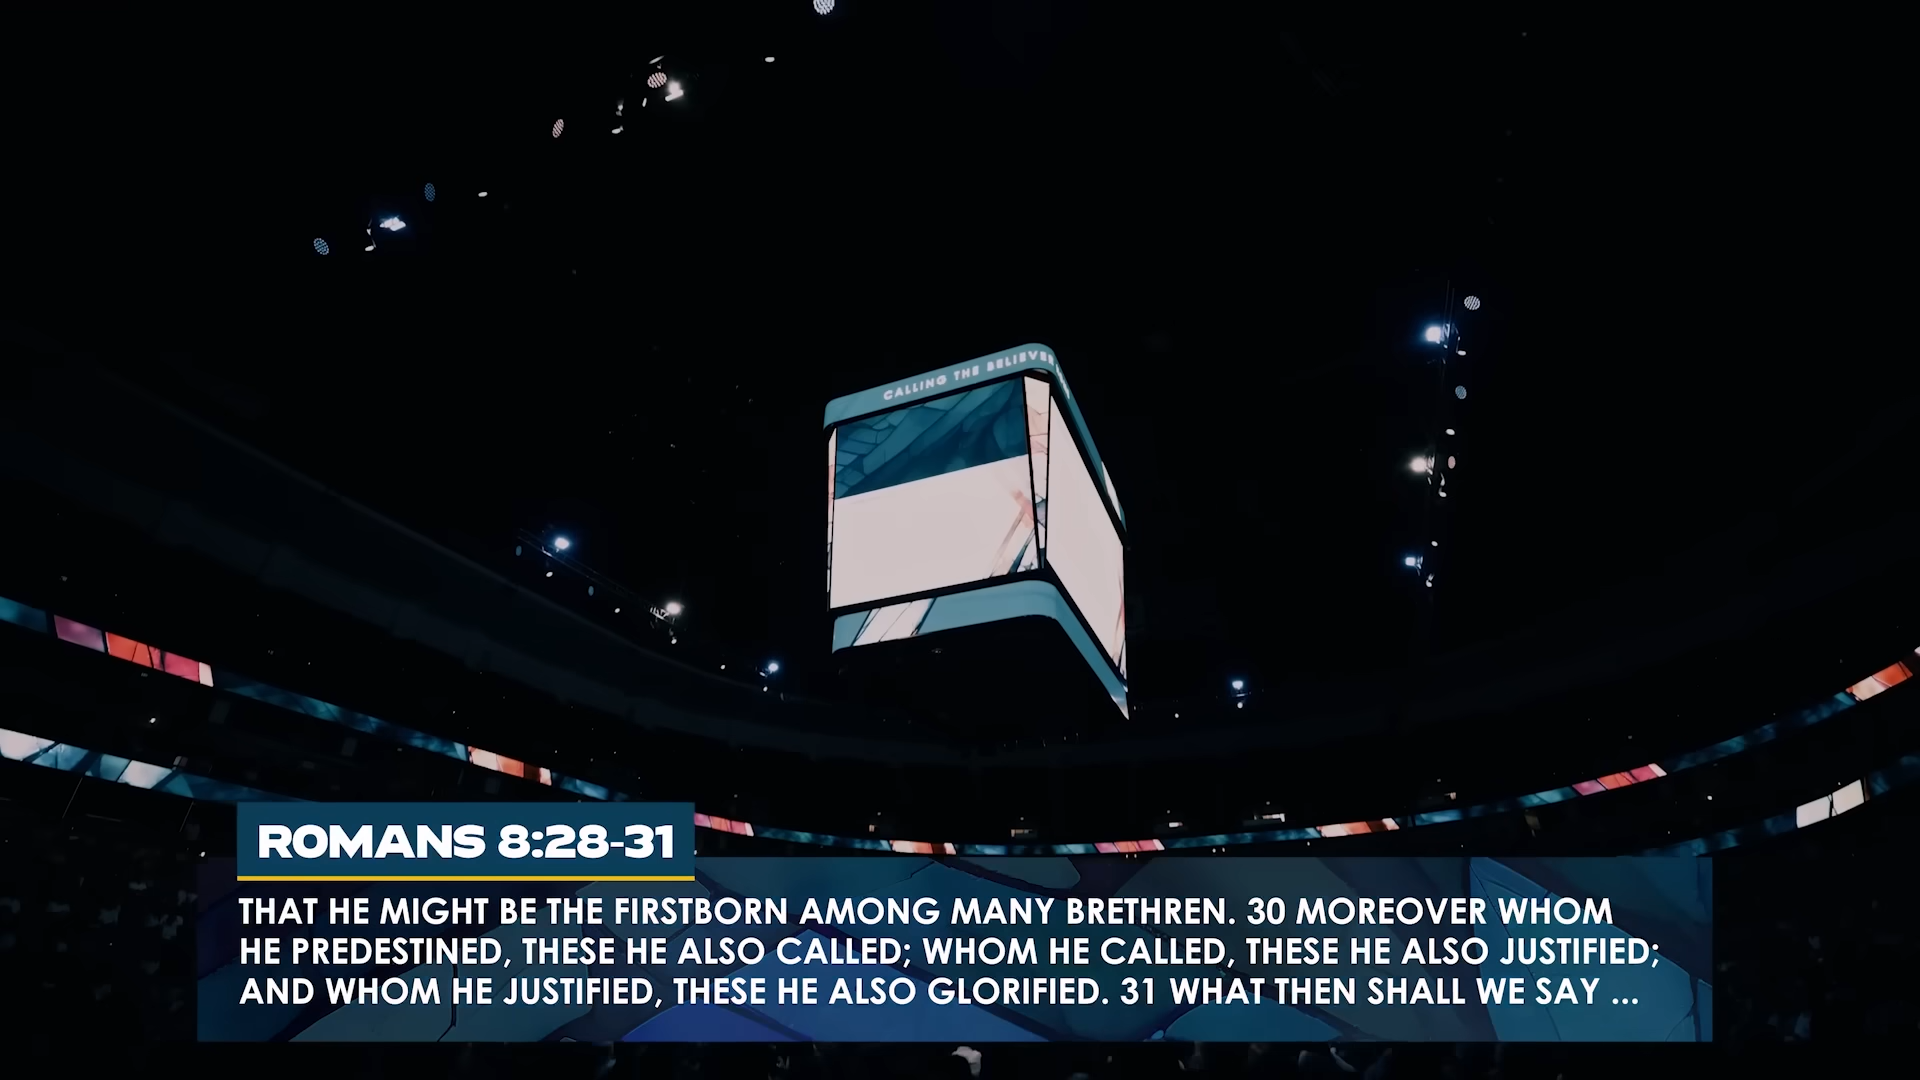 CALLING THE BELIEVER
ROMANS 8:28-31
THAT HE MIGHT BE THE FIRSTBORN AMONG MANY BRETHREN. 30 MOREOVER WHOM
HE PREDESTINED, THESE HE ALSO CALLED; WHOM HE CALLED, THESE HE ALSO JUSTIFIED;
AND WHOM HE JUSTIFIED, THESE HE ALSO GLORIFIED. 31 WHAT THEN SHALL WE SAY ...